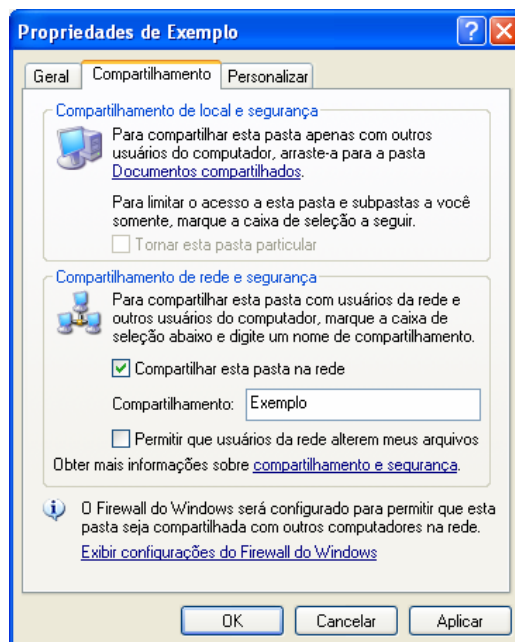 Propriedades de Exemplo
Geral Compartilhamento Personalizar
Compartilhamento de local e segurança
Para compartilhar esta pasta apenas com outros
usuários do computador, arraste-a para a pasta
Documentos compartilhados.
Para limitar o acesso a esta pasta e subpastas a você
somente, marque a caixa de seleção a seguir.
Tornar esta pasta particular
Compartilhamento de rede e segurança
Para compartilhar esta pasta com usuários da rede e
outros usuários do computador, marque a caixa de
seleção abaixo e digite um nome de compartilhamento.
Compartilhar esta pasta na rede
Compartilhamento: Exemplo
Permitir que usuários da rede alterem meus arquivos
Obter mais informações sobre compartilhamento e segurança.
O Firewall do Windows será configurado para permitir que esta
pasta seja compartilhada com outros computadores na rede.
Exibir configurações do Firewall do Windows
OK Cancelar Aplicar